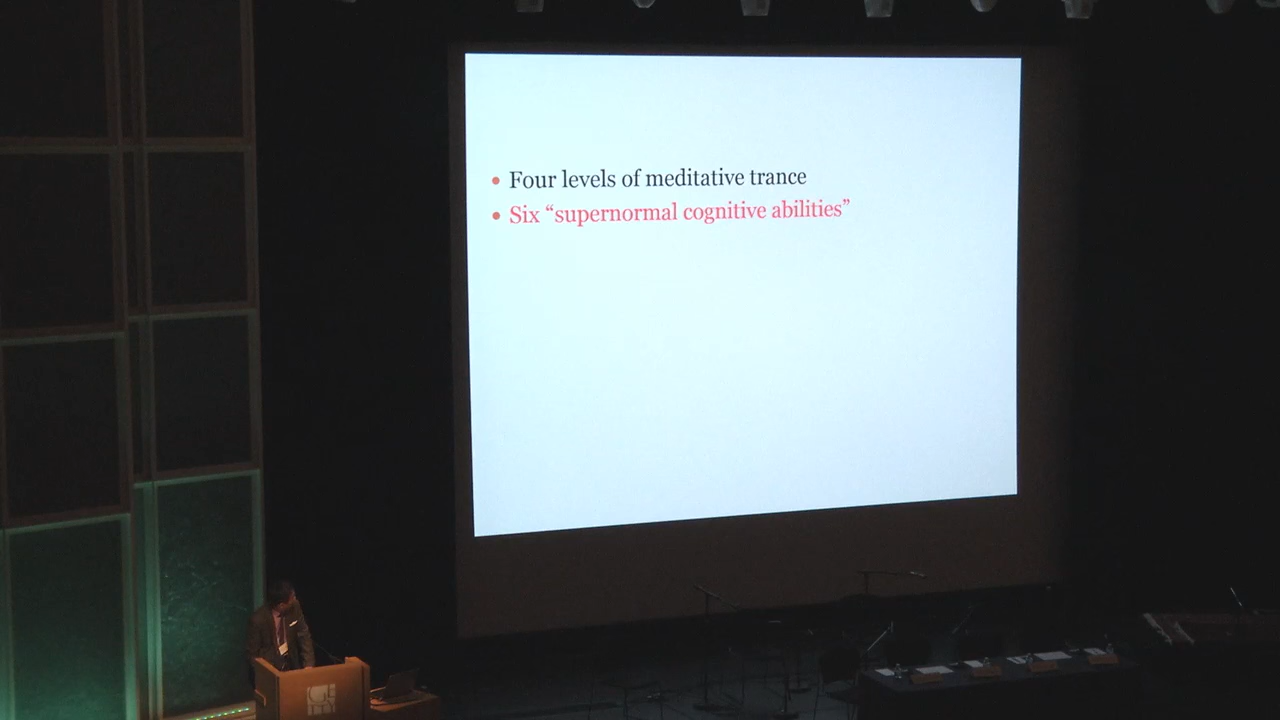 • Four levels of meditative trance
• Six “supernormal cognitive abilities”